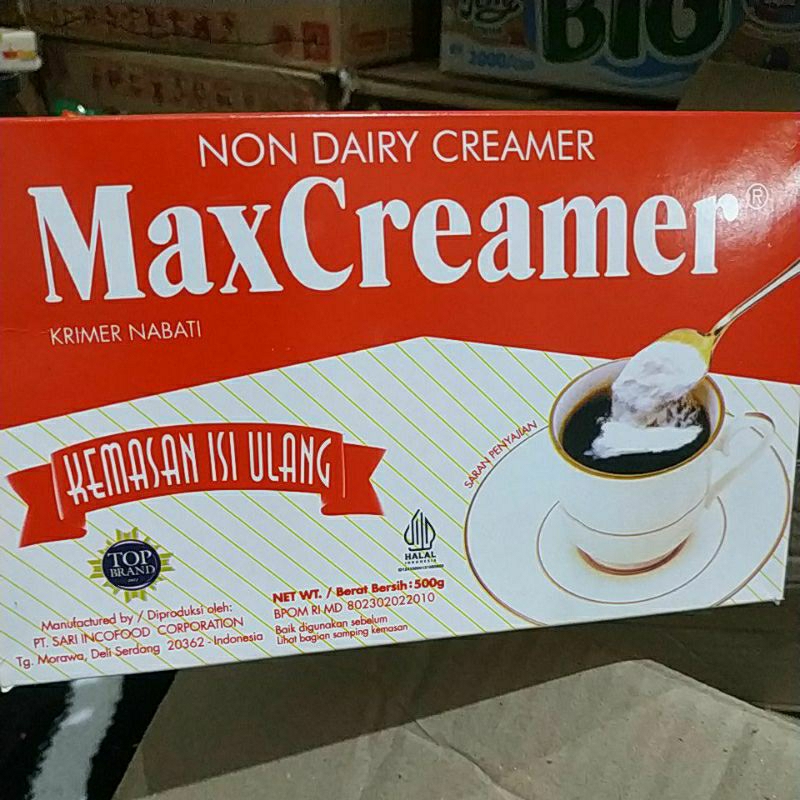 BIG
NON DAIRY CREAMER
MaxCreamer®
KRIMER NABATI
KEMASAN ISI ULANG
SARAN PENYAJIAN
TOP
BRAND
HALAL
INDONESIA
NET WT. / Berat Bersih : 500g
BPOM RI MD 802302022010
Baik digunakan sebelum
Lihat bagian samping kemasan
Manufactured by / Diproduksi oleh:
PT. SARI INCOFOOD CORPORATION
Tg. Morawa, Deli Serdang 20362 - Indonesia